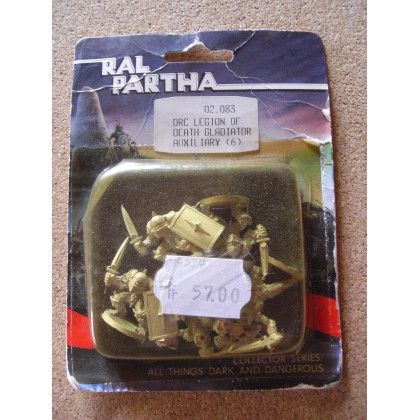 RAL
PARTHA
02.083
ORC LEGION OF
DEATH GLADIATOR
AUXILIARY (6)
57.00
COLLECTOR SERIES:
ALL THINGS DARK AND DANGEROUS